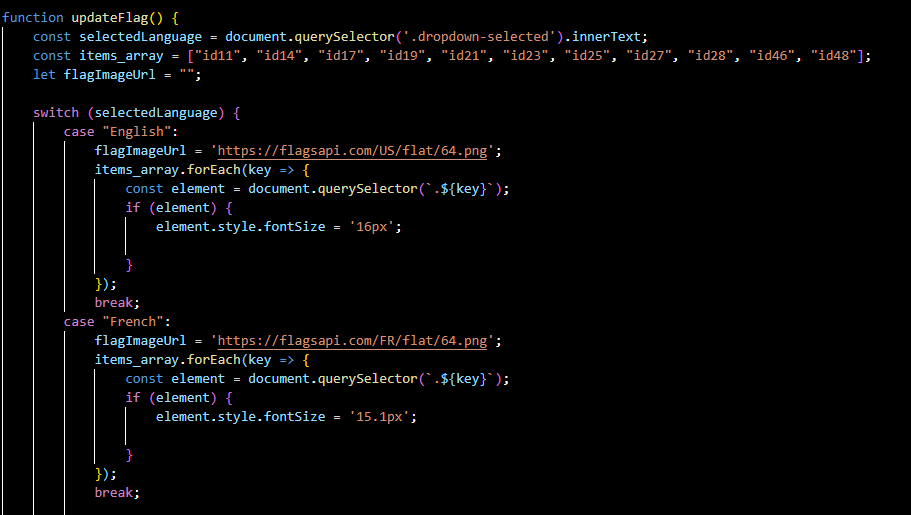 function updateFlag() {
const selectedLanguage = document.querySelector('.dropdown-selected').innerText;
const items_array = ["id11", "id14", "id17", "id19", "id21", "id23", "id25", "id27", "id28", "id46", "id48"];
let flagImageUrl = "";
switch (selectedLanguage) {
case "English":
flagImageUrl = 'https://flagsapi.com/US/flat/64.png';
items_array.forEach(key => {
const element = document.querySelector(`.${key}`);
if (element) {
element.style.fontSize = '16px';
}
});
break;
case "French":
flagImageUrl = 'https://flagsapi.com/FR/flat/64.png';
items_array.forEach(key => {
const element = document.querySelector(`.${key}`);
if (element) {
element.style.fontSize = '15.1px';
}
});
break;